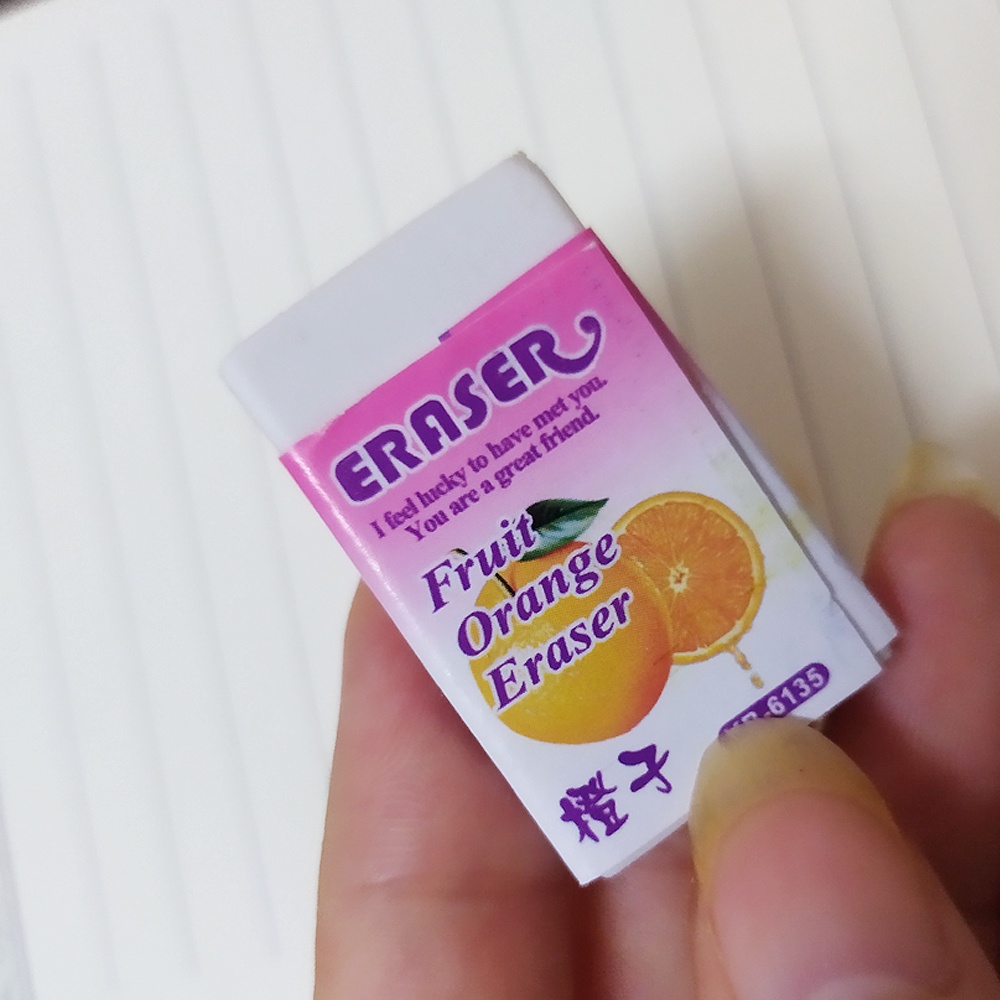 ERASER
I feel lucky to have met you.
You are a great friend.
Fruit
Orange
Eraser
6135
橙子